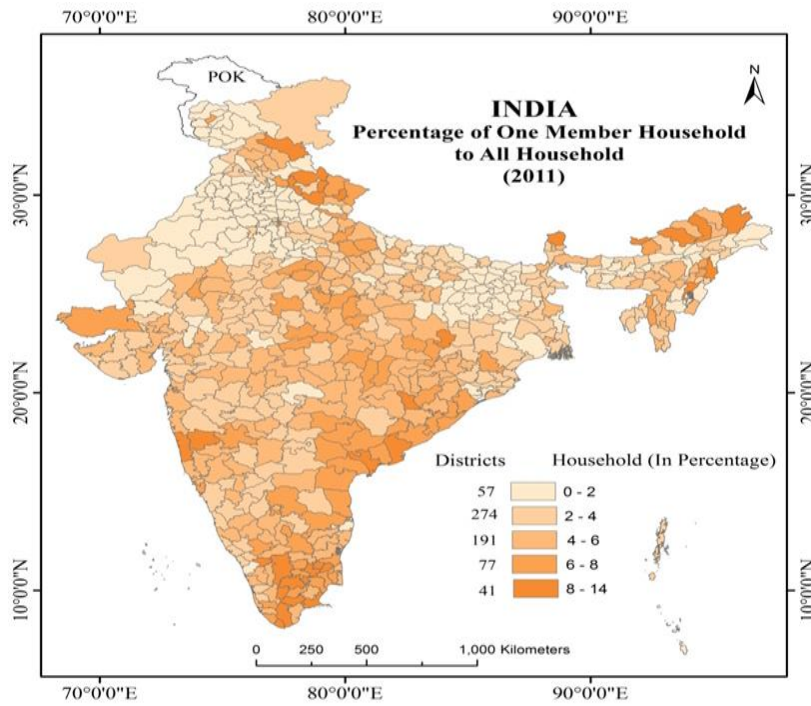 70°0'0"E 80°0'0"E 90°0'0"E
POK
N
INDIA
Percentage of One Member Household
to All Household
(2011)
30°0'0"N 30°0'0"N
20°0'0"N 20°0'0"N
10°0'0"N 10°0'0"N
Districts Household (In Percentage)
57 0 - 2
274 2 - 4
191 4 - 6
77 6 - 8
41 8 - 14
0 250 500 1,000 Kilometers
70°0'0"E 80°0'0"E 90°0'0"E